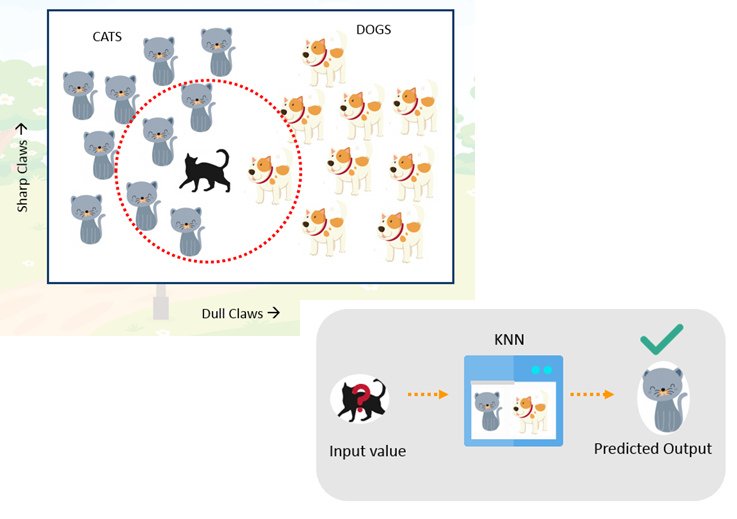 CATS
DOGS
Sharp Claws →
Dull Claws →
KNN
?
Input value
Predicted Output